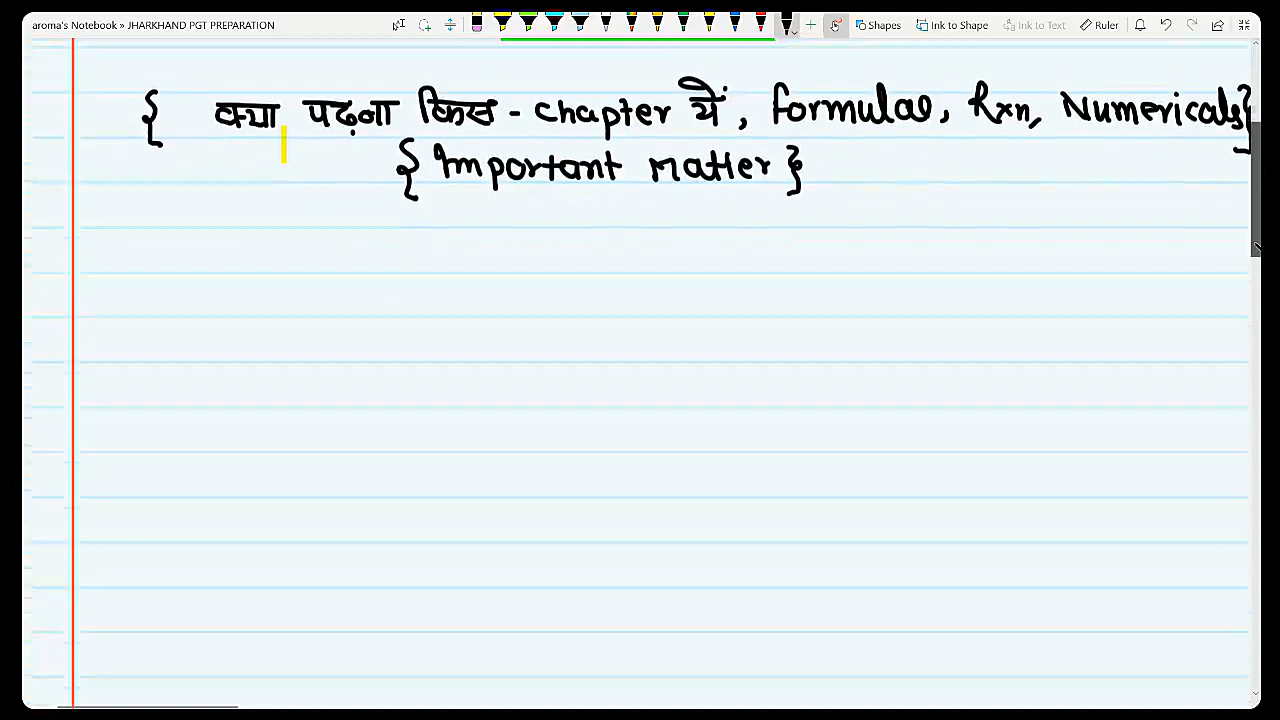 aroma's Notebook » JHARKHAND PGT PREPARATION
Shapes Ink to Shape Ink to Text Ruler
{ क्या पढ़ना किस - chapter में, formulae, Rxn, Numericals}
{ Important Matter }